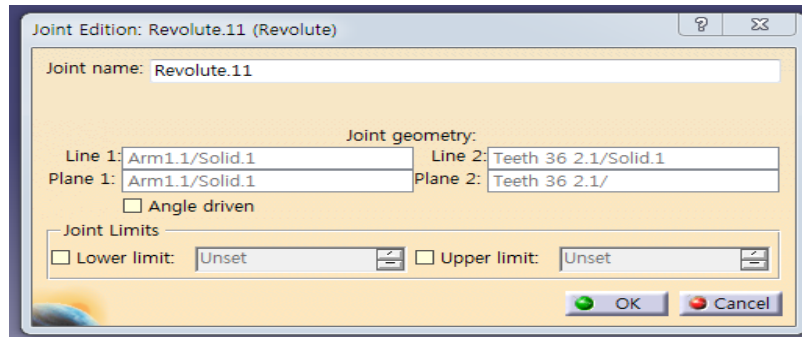 Joint Edition: Revolute.11 (Revolute)
Joint name: Revolute.11
Joint geometry:
Line 1: Arm1.1/Solid.1 Line 2: Teeth 36 2.1/Solid.1
Plane 1: Arm1.1/Solid.1 Plane 2: Teeth 36 2.1/
Angle driven
Joint Limits
Lower limit: Unset Upper limit: Unset
OK Cancel